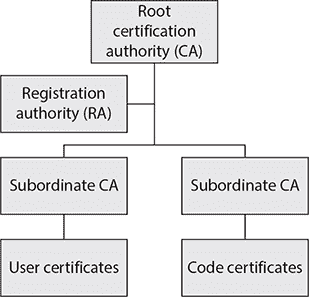 Root
certification
authority (CA)
Registration
authority (RA)
Subordinate CA
Subordinate CA
User certificates
Code certificates